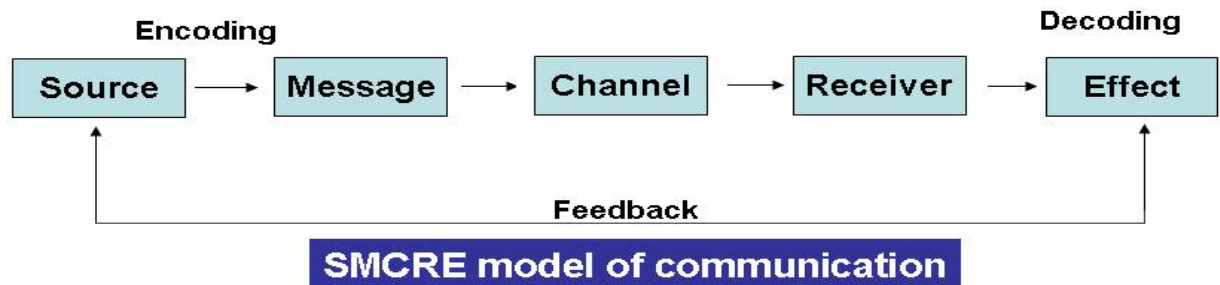 Encoding
Decoding
Source
Message
Channel
Receiver
Effect
Feedback
SMCRE model of communication